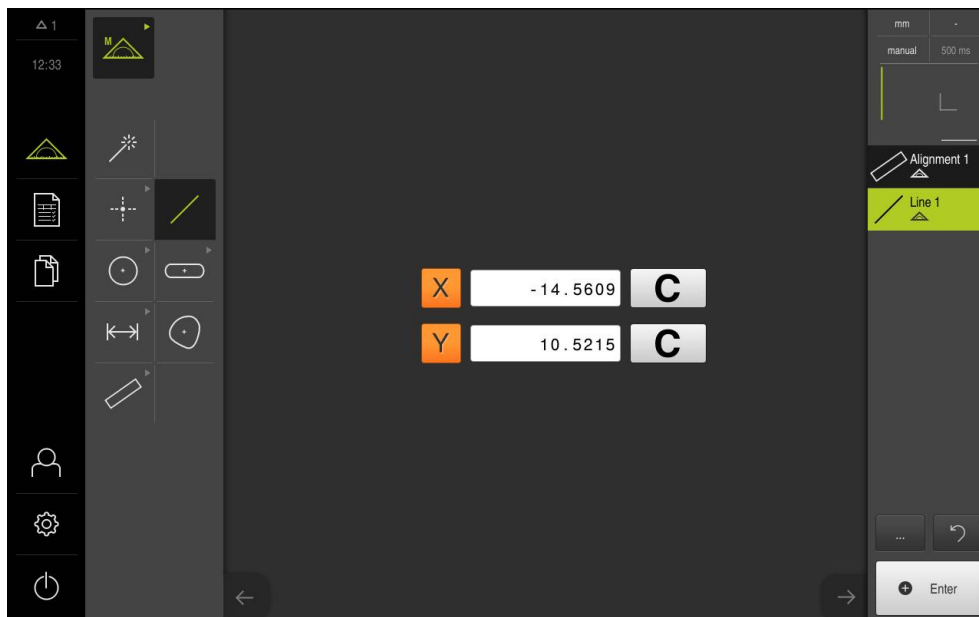 1
12:33
M
X -14.5609 C
Y 10.5215 C
mm -
manual 500 ms
Alignment 1
Line 1
...
Enter